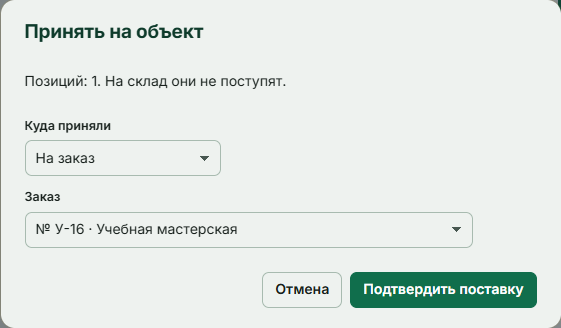 Принять на объект
Позиций: 1. На склад они не поступят.
Куда приняли
На заказ
Заказ
№ У-16 · Учебная мастерская
Отмена
Подтвердить поставку